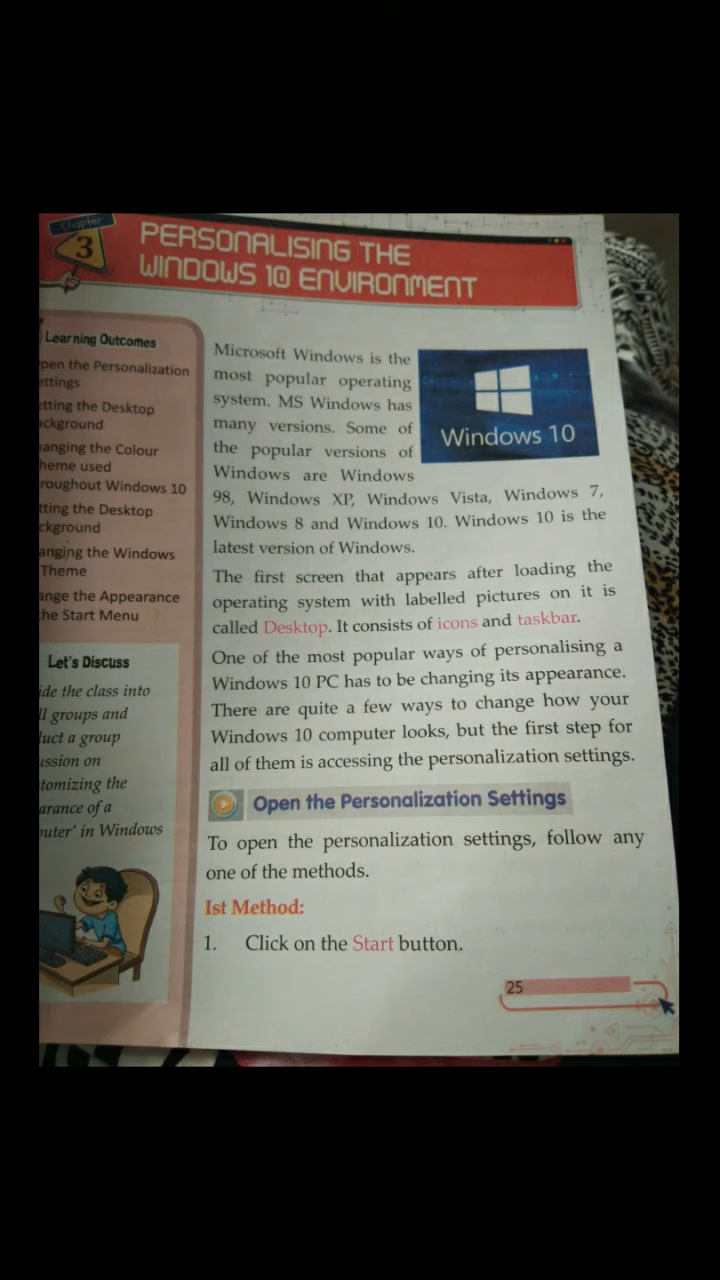 Chapter
3
PERSONALISING THE
WINDOWS 10 ENVIRONMENT
Learning Outcomes
pen the Personalization
ettings
tting the Desktop
ackground
anging the Colour
heme used
roughout Windows 10
tting the Desktop
ckground
anging the Windows
Theme
ange the Appearance
he Start Menu
Let's Discuss
ide the class into
ll groups and
duct a group
ussion on
tomizing the
arance of a
puter' in Windows
Microsoft Windows is the
most popular operating
system. MS Windows has
many versions. Some of
the popular versions of
Windows are Windows
98, Windows XP, Windows Vista, Windows 7,
Windows 8 and Windows 10. Windows 10 is the
latest version of Windows.
Windows 10
The first screen that appears after loading the
operating system with labelled pictures on it is
called Desktop. It consists of icons and taskbar.
One of the most popular ways of personalising a
Windows 10 PC has to be changing its appearance.
There are quite a few ways to change how your
Windows 10 computer looks, but the first step for
all of them is accessing the personalization settings.
Open the Personalization Settings
To open the personalization settings, follow any
one of the methods.
Ist Method:
1. Click on the Start button.
25